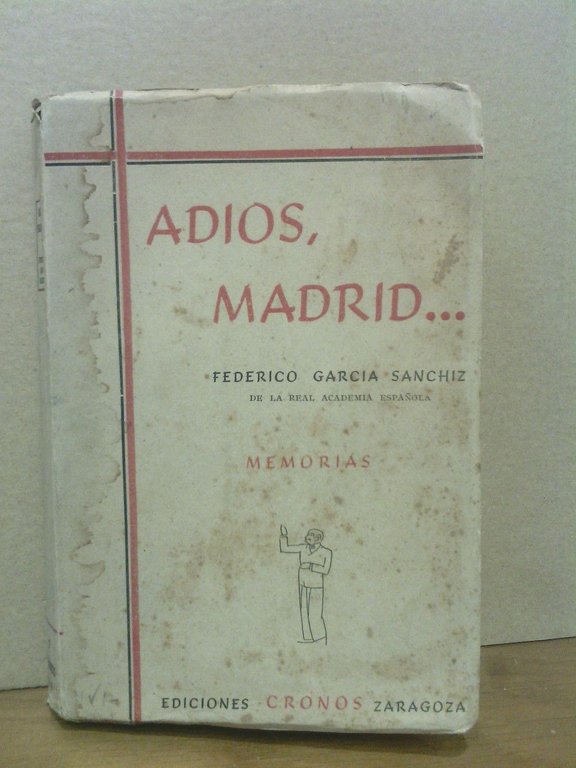 ADIOS,
MADRID...
FEDERICO GARCIA SANCHIZ
DE LA REAL ACADEMIA ESPAÑOLA
MEMORIAS
EDICIONES CRONOS ZARAGOZA